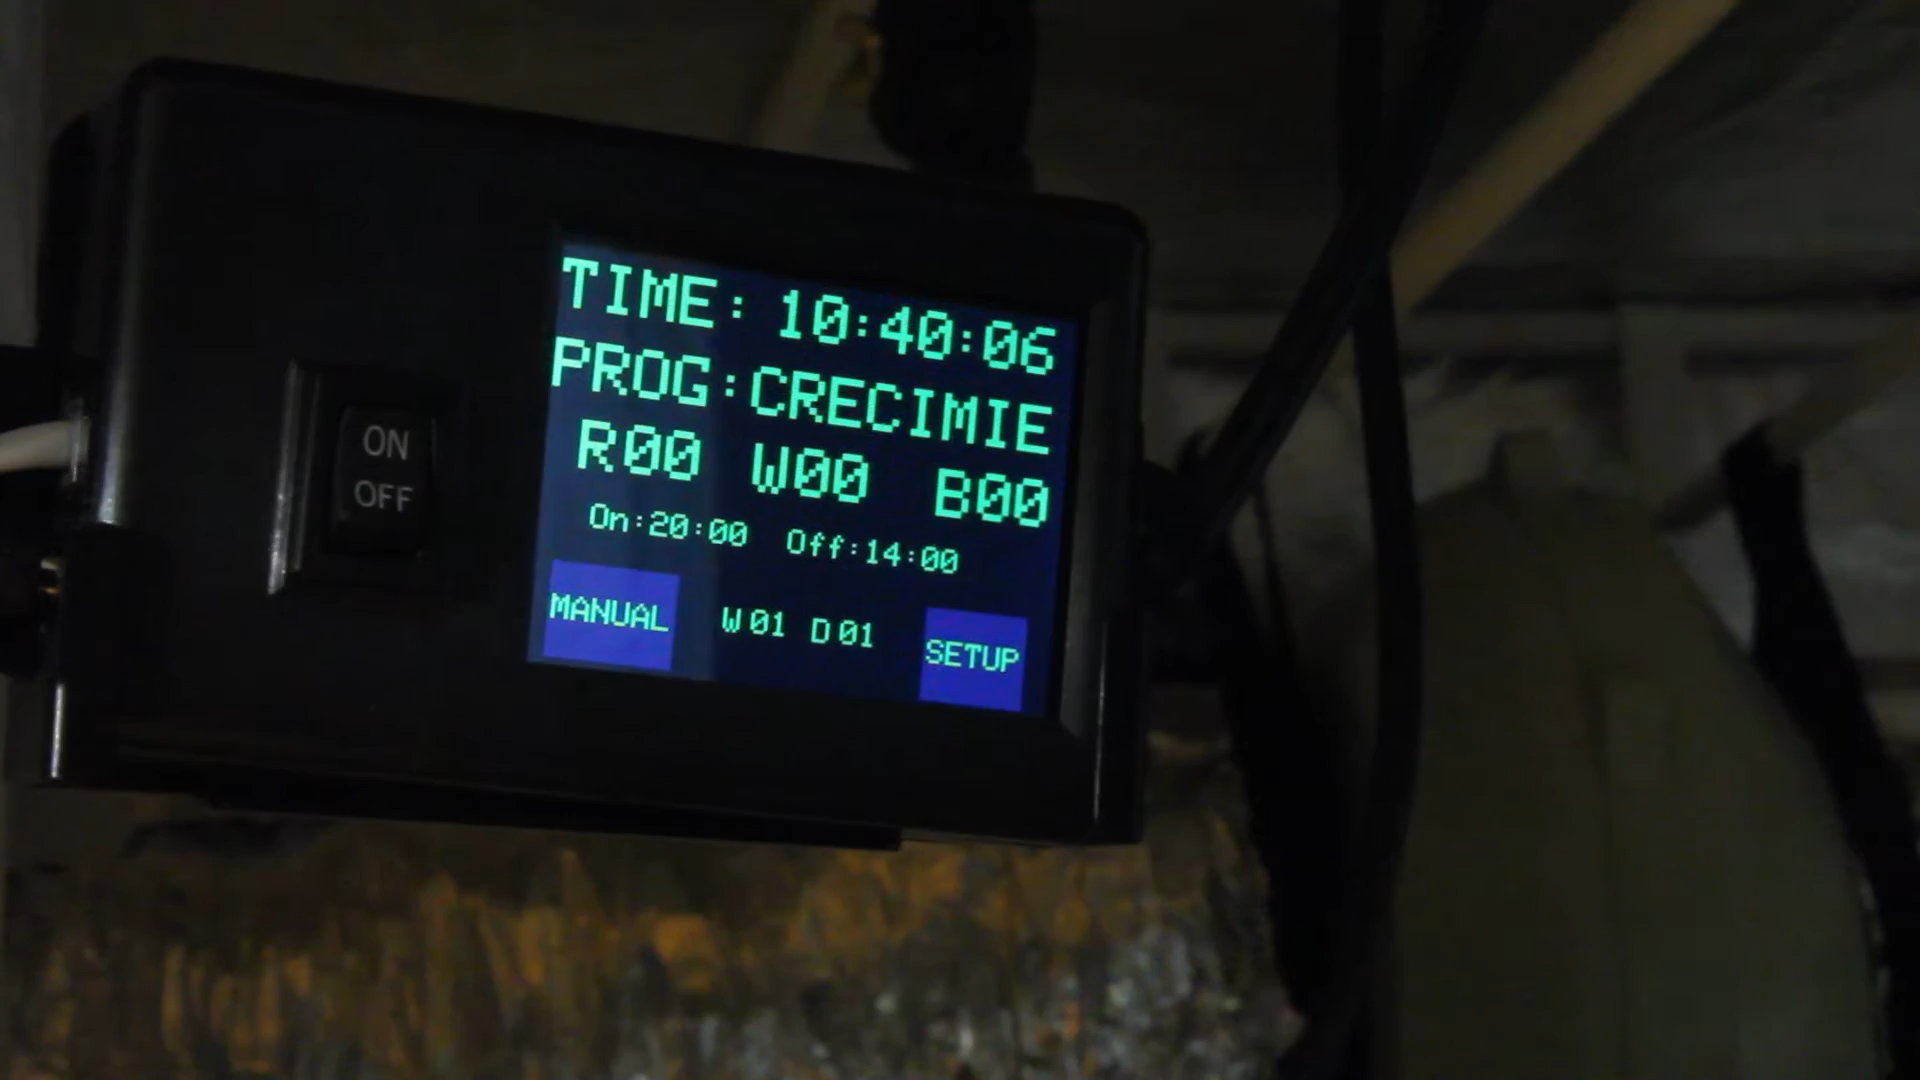 ON
OFF
TIME: 10:40:06
PROG:CRECIMIE
R00 W00 B00
On:20:00 Off:14:00
MANUAL W01 D01 SETUP